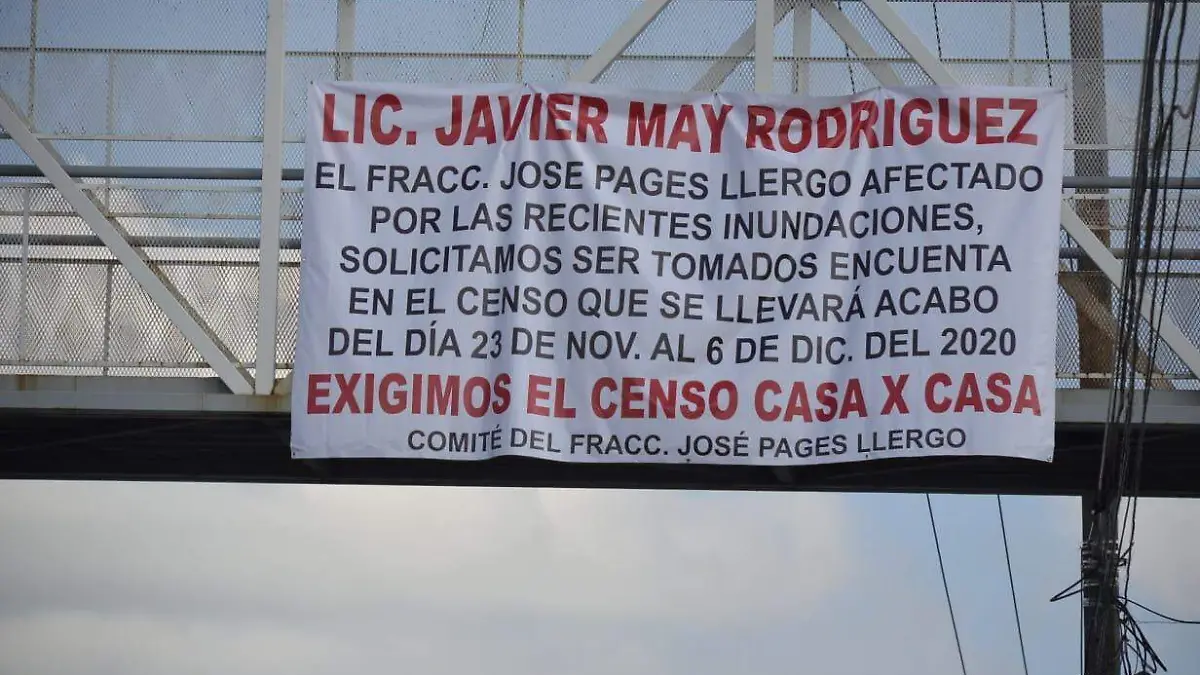 LIC. JAVIER MAY RODRIGUEZ
EL FRACC. JOSE PAGES LLERGO AFECTADO
POR LAS RECIENTES INUNDACIONES,
SOLICITAMOS SER TOMADOS ENCUENTA
EN EL CENSO QUE SE LLEVARÁ ACABO
DEL DÍA 23 DE NOV. AL 6 DE DIC. DEL 2020
EXIGIMOS EL CENSO CASA X CASA
COMITÉ DEL FRACC. JOSÉ PAGES LLERGO